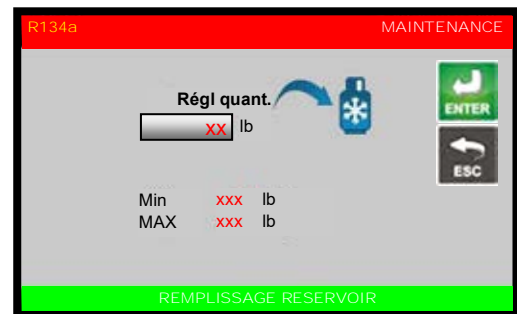 R134a MAINTENANCE
Régl quant.
xx lb
ENTER
ESC
Min xxx lb
MAX xxx lb
REMPLISSAGE RESERVOIR